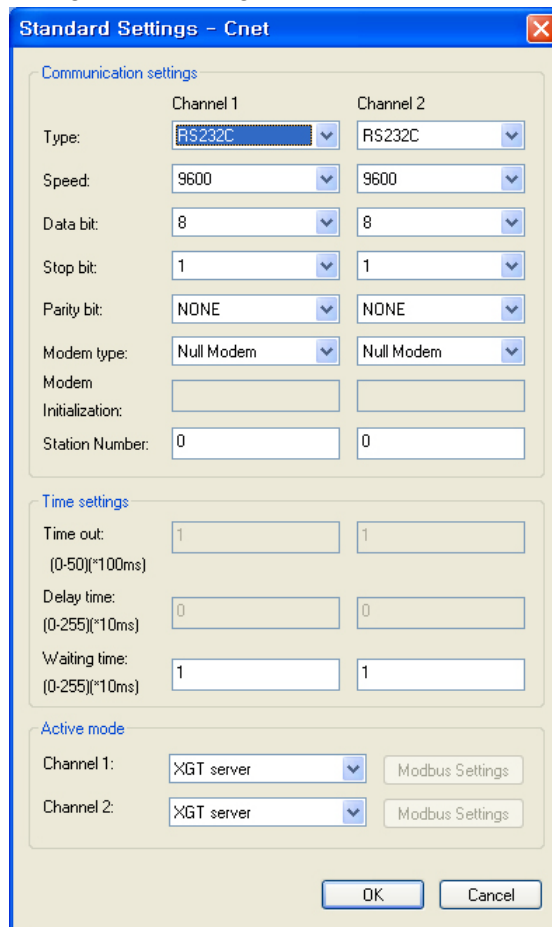 Standard Settings - Cnet
Communication settings
Channel 1 Channel 2
Type: RS232C RS232C
Speed: 9600 9600
Data bit: 8 8
Stop bit: 1 1
Parity bit: NONE NONE
Modem type: Null Modem Null Modem
Modem
Initialization:
Station Number: 0 0
Time settings
Time out: 1 1
(0-50)(*100ms)
Delay time:
(0-255)(*10ms) 0 0
Waiting time:
(0-255)(*10ms) 1 1
Active mode
Channel 1: XGT server Modbus Settings
Channel 2: XGT server Modbus Settings
OK Cancel